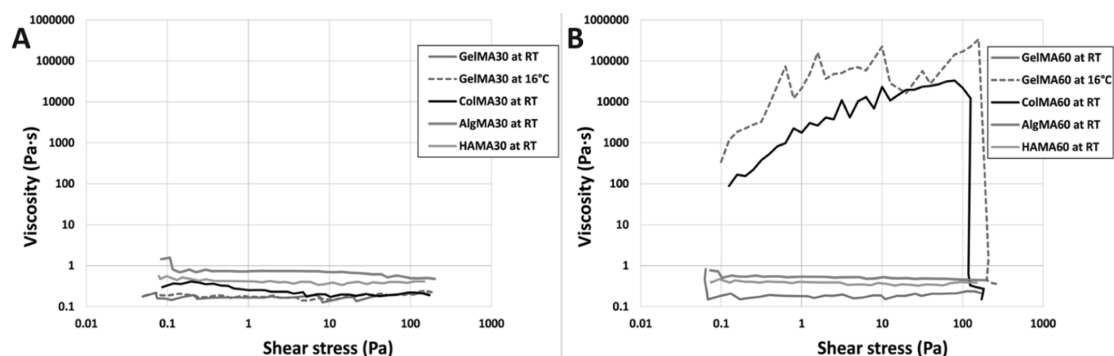 A
Viscosity (Pa·s)
1000000
100000
10000
1000
100
10
1
0.1
0.01
0.1
1
10
100
1000
Shear stress (Pa)
GelMA30 at RT
GelMA30 at 16°C
ColMA30 at RT
AlgMA30 at RT
HAMA30 at RT
B
Viscosity (Pa·s)
1000000
100000
10000
1000
100
10
1
0.1
0.01
0.1
1
10
100
1000
Shear stress (Pa)
GelMA60 at RT
GelMA60 at 16°C
ColMA60 at RT
AlgMA60 at RT
HAMA60 at RT